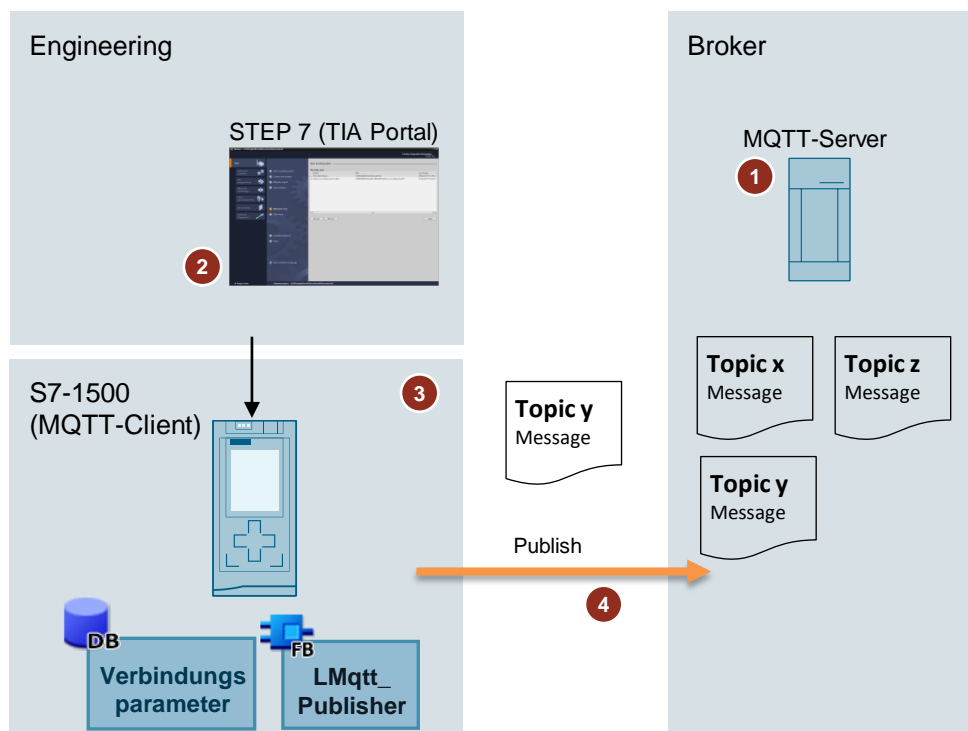 Engineering
STEP 7 (TIA Portal)
2
S7-1500
(MQTT-Client)
3
DB
Verbindungs
parameter
FB
LMqtt_
Publisher
Topic y
Message
Publish
4
Broker
MQTT-Server
1
Topic x
Message
Topic z
Message
Topic y
Message